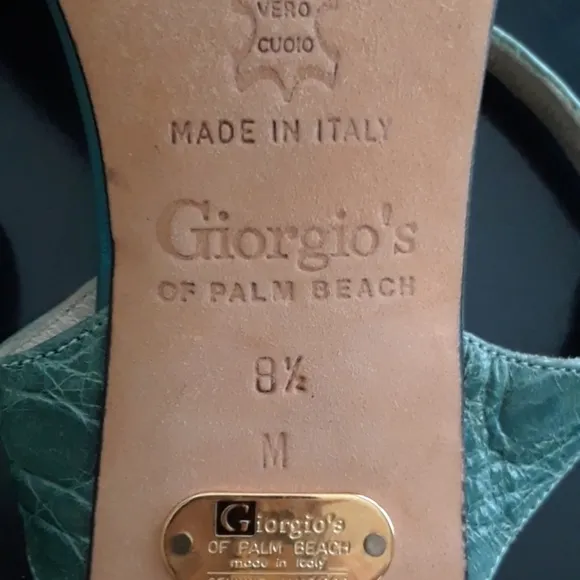 VERO
CUOIO
MADE IN ITALY
Giorgio's
OF PALM BEACH
8½
M
Giorgio's
OF PALM BEACH
made in italy